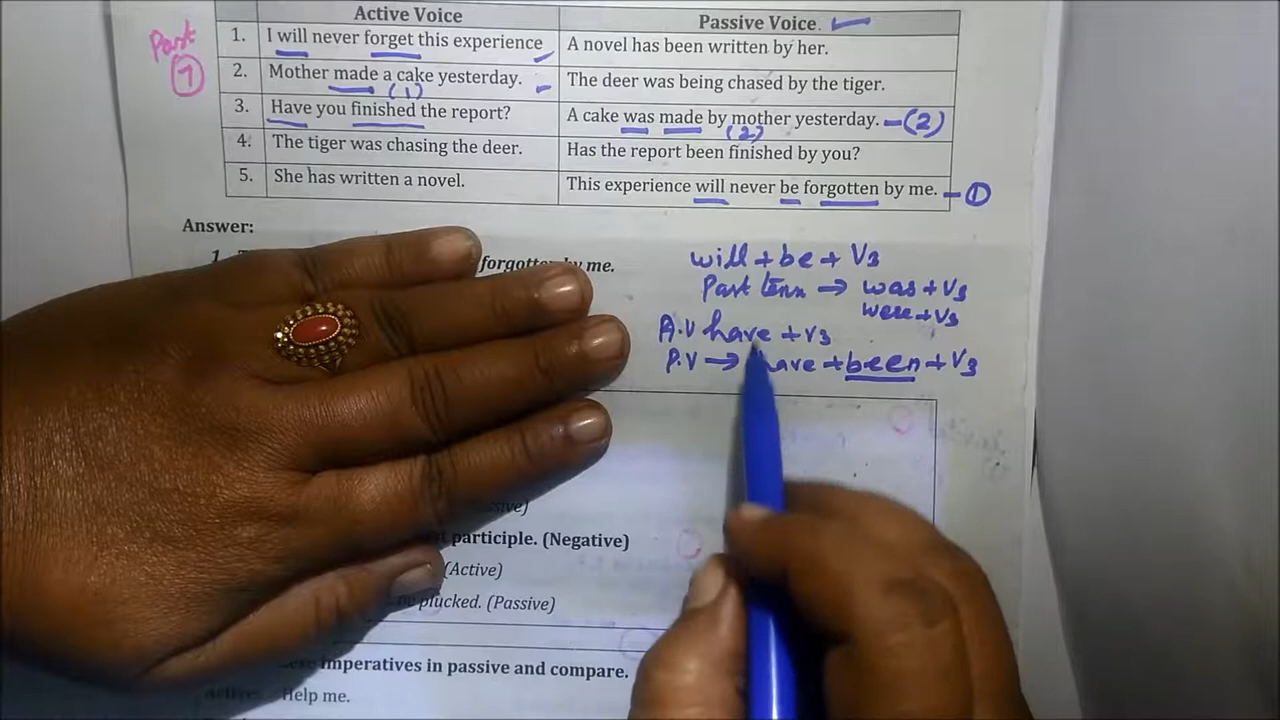 Active Voice Passive Voice.
Part
7
1. I will never forget this experience A novel has been written by her.
2. Mother made a cake yesterday. The deer was being chased by the tiger.
(1)
3. Have you finished the report? A cake was made by mother yesterday. -(2)
(2)
4. The tiger was chasing the deer. Has the report been finished by you?
5. She has written a novel. This experience will never be forgotten by me. -1
Answer:
1. forgotten by me.
will + be + V3
Past → was + V3
were + V3
A.V have + V3
P.V → have + been + V3
participle. (Negative)
(Active)
plucked. (Passive)
imperatives in passive and compare.
Help me.